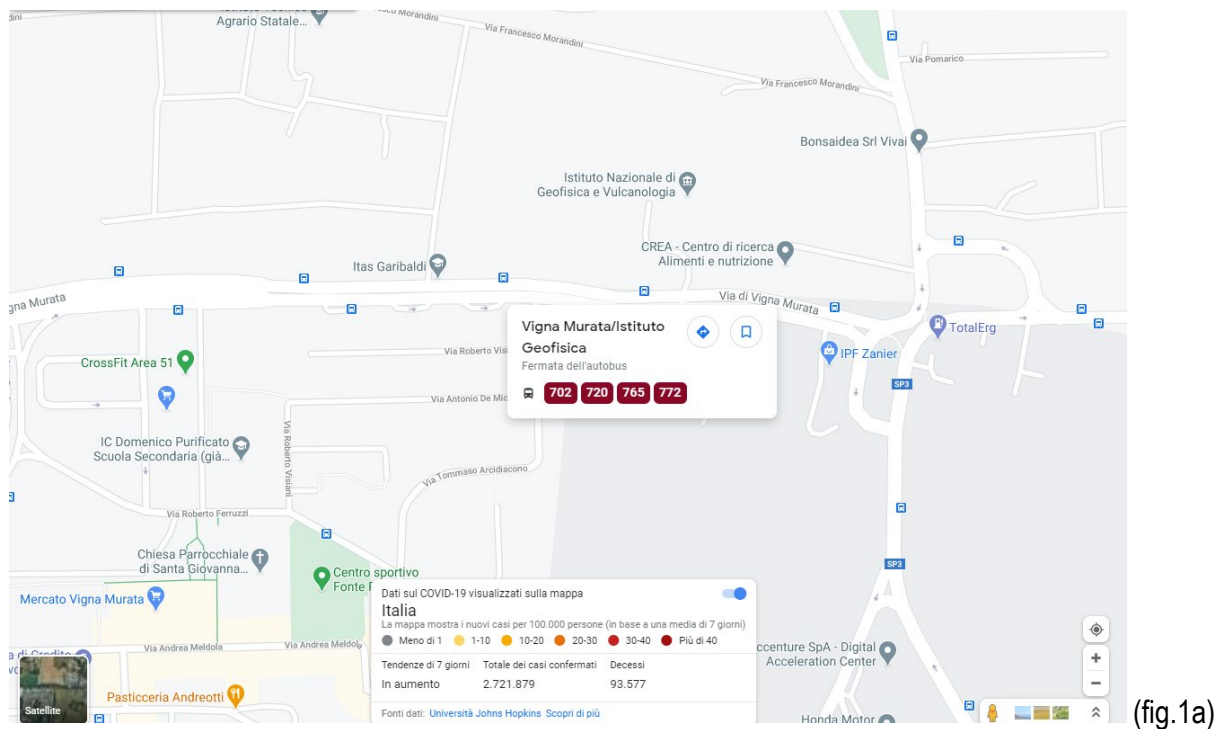 dini
Istituto Tecnico
Agrario Statale...
Via Francesco Morandini
Via Pomarico
Via Francesco Morandini
Bonsaidea Srl Vivai
Istituto Nazionale di
Geofisica e Vulcanologia
CREA - Centro di ricerca
Alimenti e nutrizione
Itas Garibaldi
gna Murata
Via di Vigna Murata
Vigna Murata/Istituto
Geofisica
Fermata dell'autobus
702 720 765 772
TotalErg
IPF Zanier
SP3
CrossFit Area 51
Via Roberto Visi
Via Antonio De Mic
IC Domenico Purificato
Scuola Secondaria (già...
Via Roberto Visiani
Via Tommaso Arcidiacono
Via Roberto Ferruzzi
Chiesa Parrocchiale
di Santa Giovanna...
SP3
Centro sportivo
Fonte
Mercato Vigna Murata
Dati sul COVID-19 visualizzati sulla mappa
Italia
La mappa mostra i nuovi casi per 100.000 persone (in base a una media di 7 giorni)
Meno di 1 1-10 10-20 20-30 30-40 Più di 40
Tendenze di 7 giorni Totale dei casi confermati Decessi
In aumento 2.721.879 93.577
Fonti dati: Università Johns Hopkins Scopri di più
Via Andrea Meldola
Via Andrea Meldola
ccenture SpA - Digital
Acceleration Center
Pasticceria Andreotti
Satellite
Honda Motor
(fig.1a)